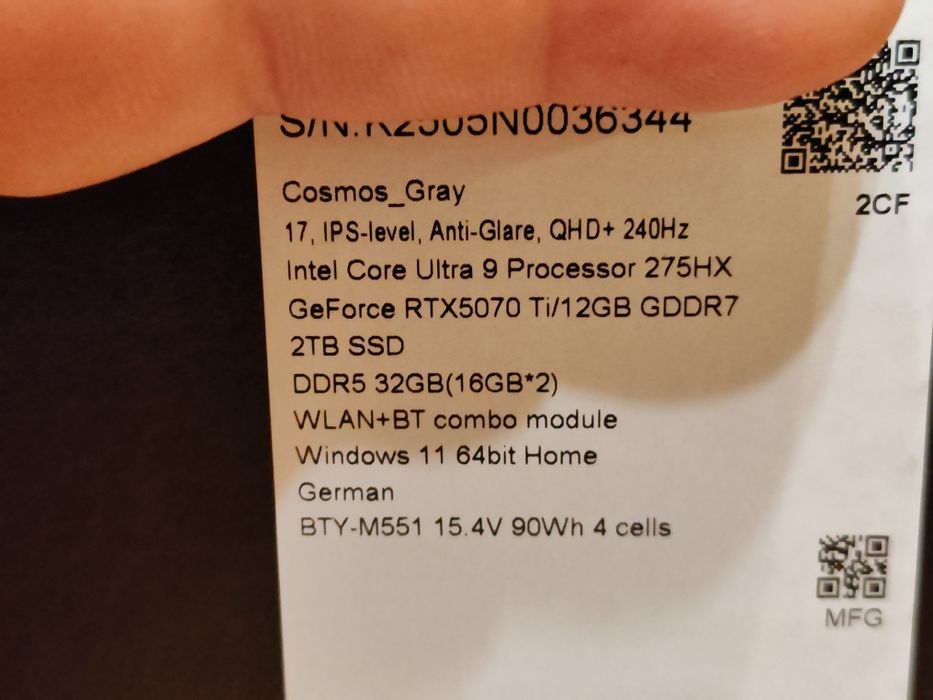 S/N:K2505N0036344
Cosmos_Gray
2CF
17, IPS-level, Anti-Glare, QHD+ 240Hz
Intel Core Ultra 9 Processor 275HX
GeForce RTX5070 Ti/12GB GDDR7
2TB SSD
DDR5 32GB(16GB*2)
WLAN+BT combo module
Windows 11 64bit Home
German
BTY-M551 15.4V 90Wh 4 cells
MFG